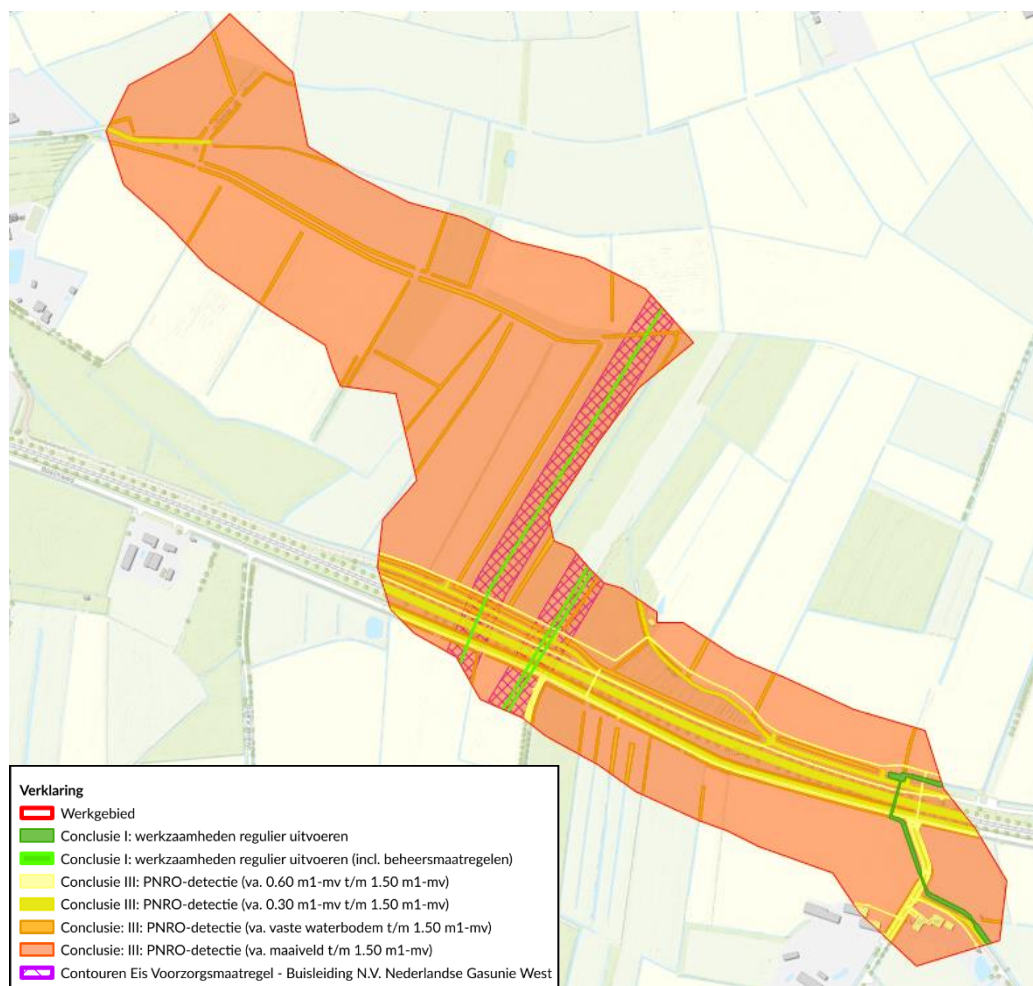 Verklaring
Werkgebied
Conclusie I: werkzaamheden regulier uitvoeren
Conclusie I: werkzaamheden regulier uitvoeren (incl. beheersmaatregelen)
Conclusie III: PNRO-detectie (va. 0.60 m1-mv t/m 1.50 m1-mv)
Conclusie III: PNRO-detectie (va. 0.30 m1-mv t/m 1.50 m1-mv)
Conclusie: III: PNRO-detectie (va. vaste waterbodem t/m 1.50 m1-mv)
Conclusie: III: PNRO-detectie (va. maaiveld t/m 1.50 m1-mv)
Contouren Eis Voorzorgsmaatregel - Buisleiding N.V. Nederlandse Gasunie West